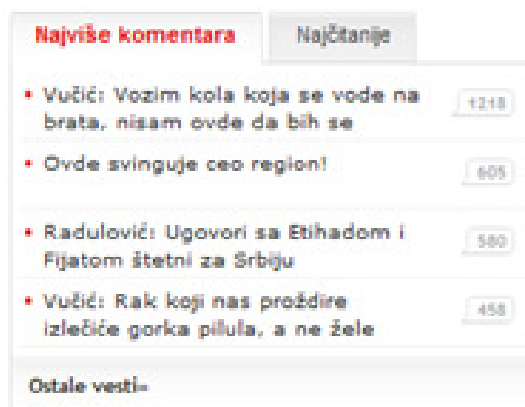 Najviše komentara
Najčitanije
Vučić: Vozim kola koja se vode na
brata, nisam ovde da bih se
1218
Ovde svinguje ceo region!
605
Radulović: Ugovori sa Etihadom i
Fijatom štetni za Srbiju
580
Vučić: Rak koji nas proždire
izlečiće gorka pilula, a ne žele
458
Ostale vesti–